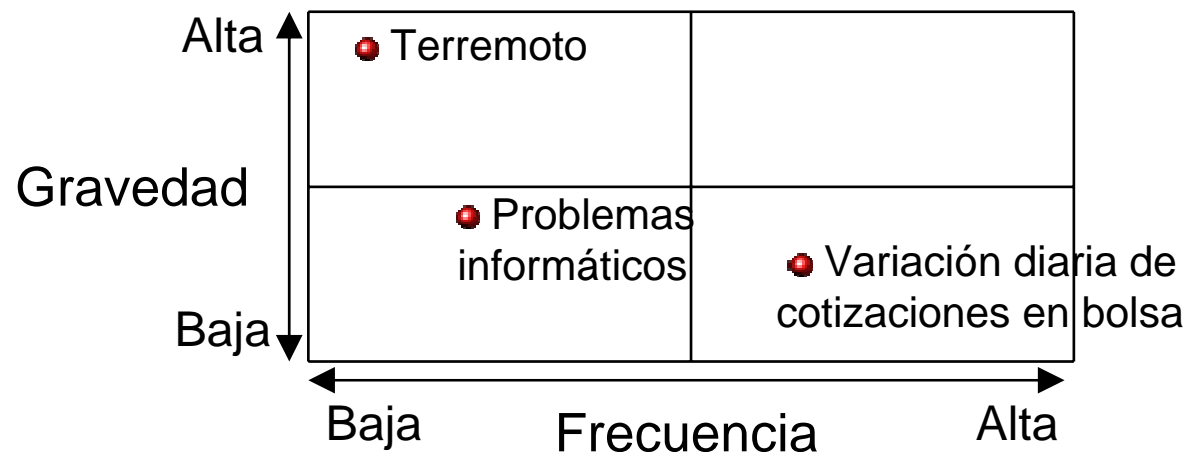 Alta
Terremoto
Gravedad
Problemas
informáticos
Variación diaria de
cotizaciones en bolsa
Baja
Baja
Frecuencia
Alta